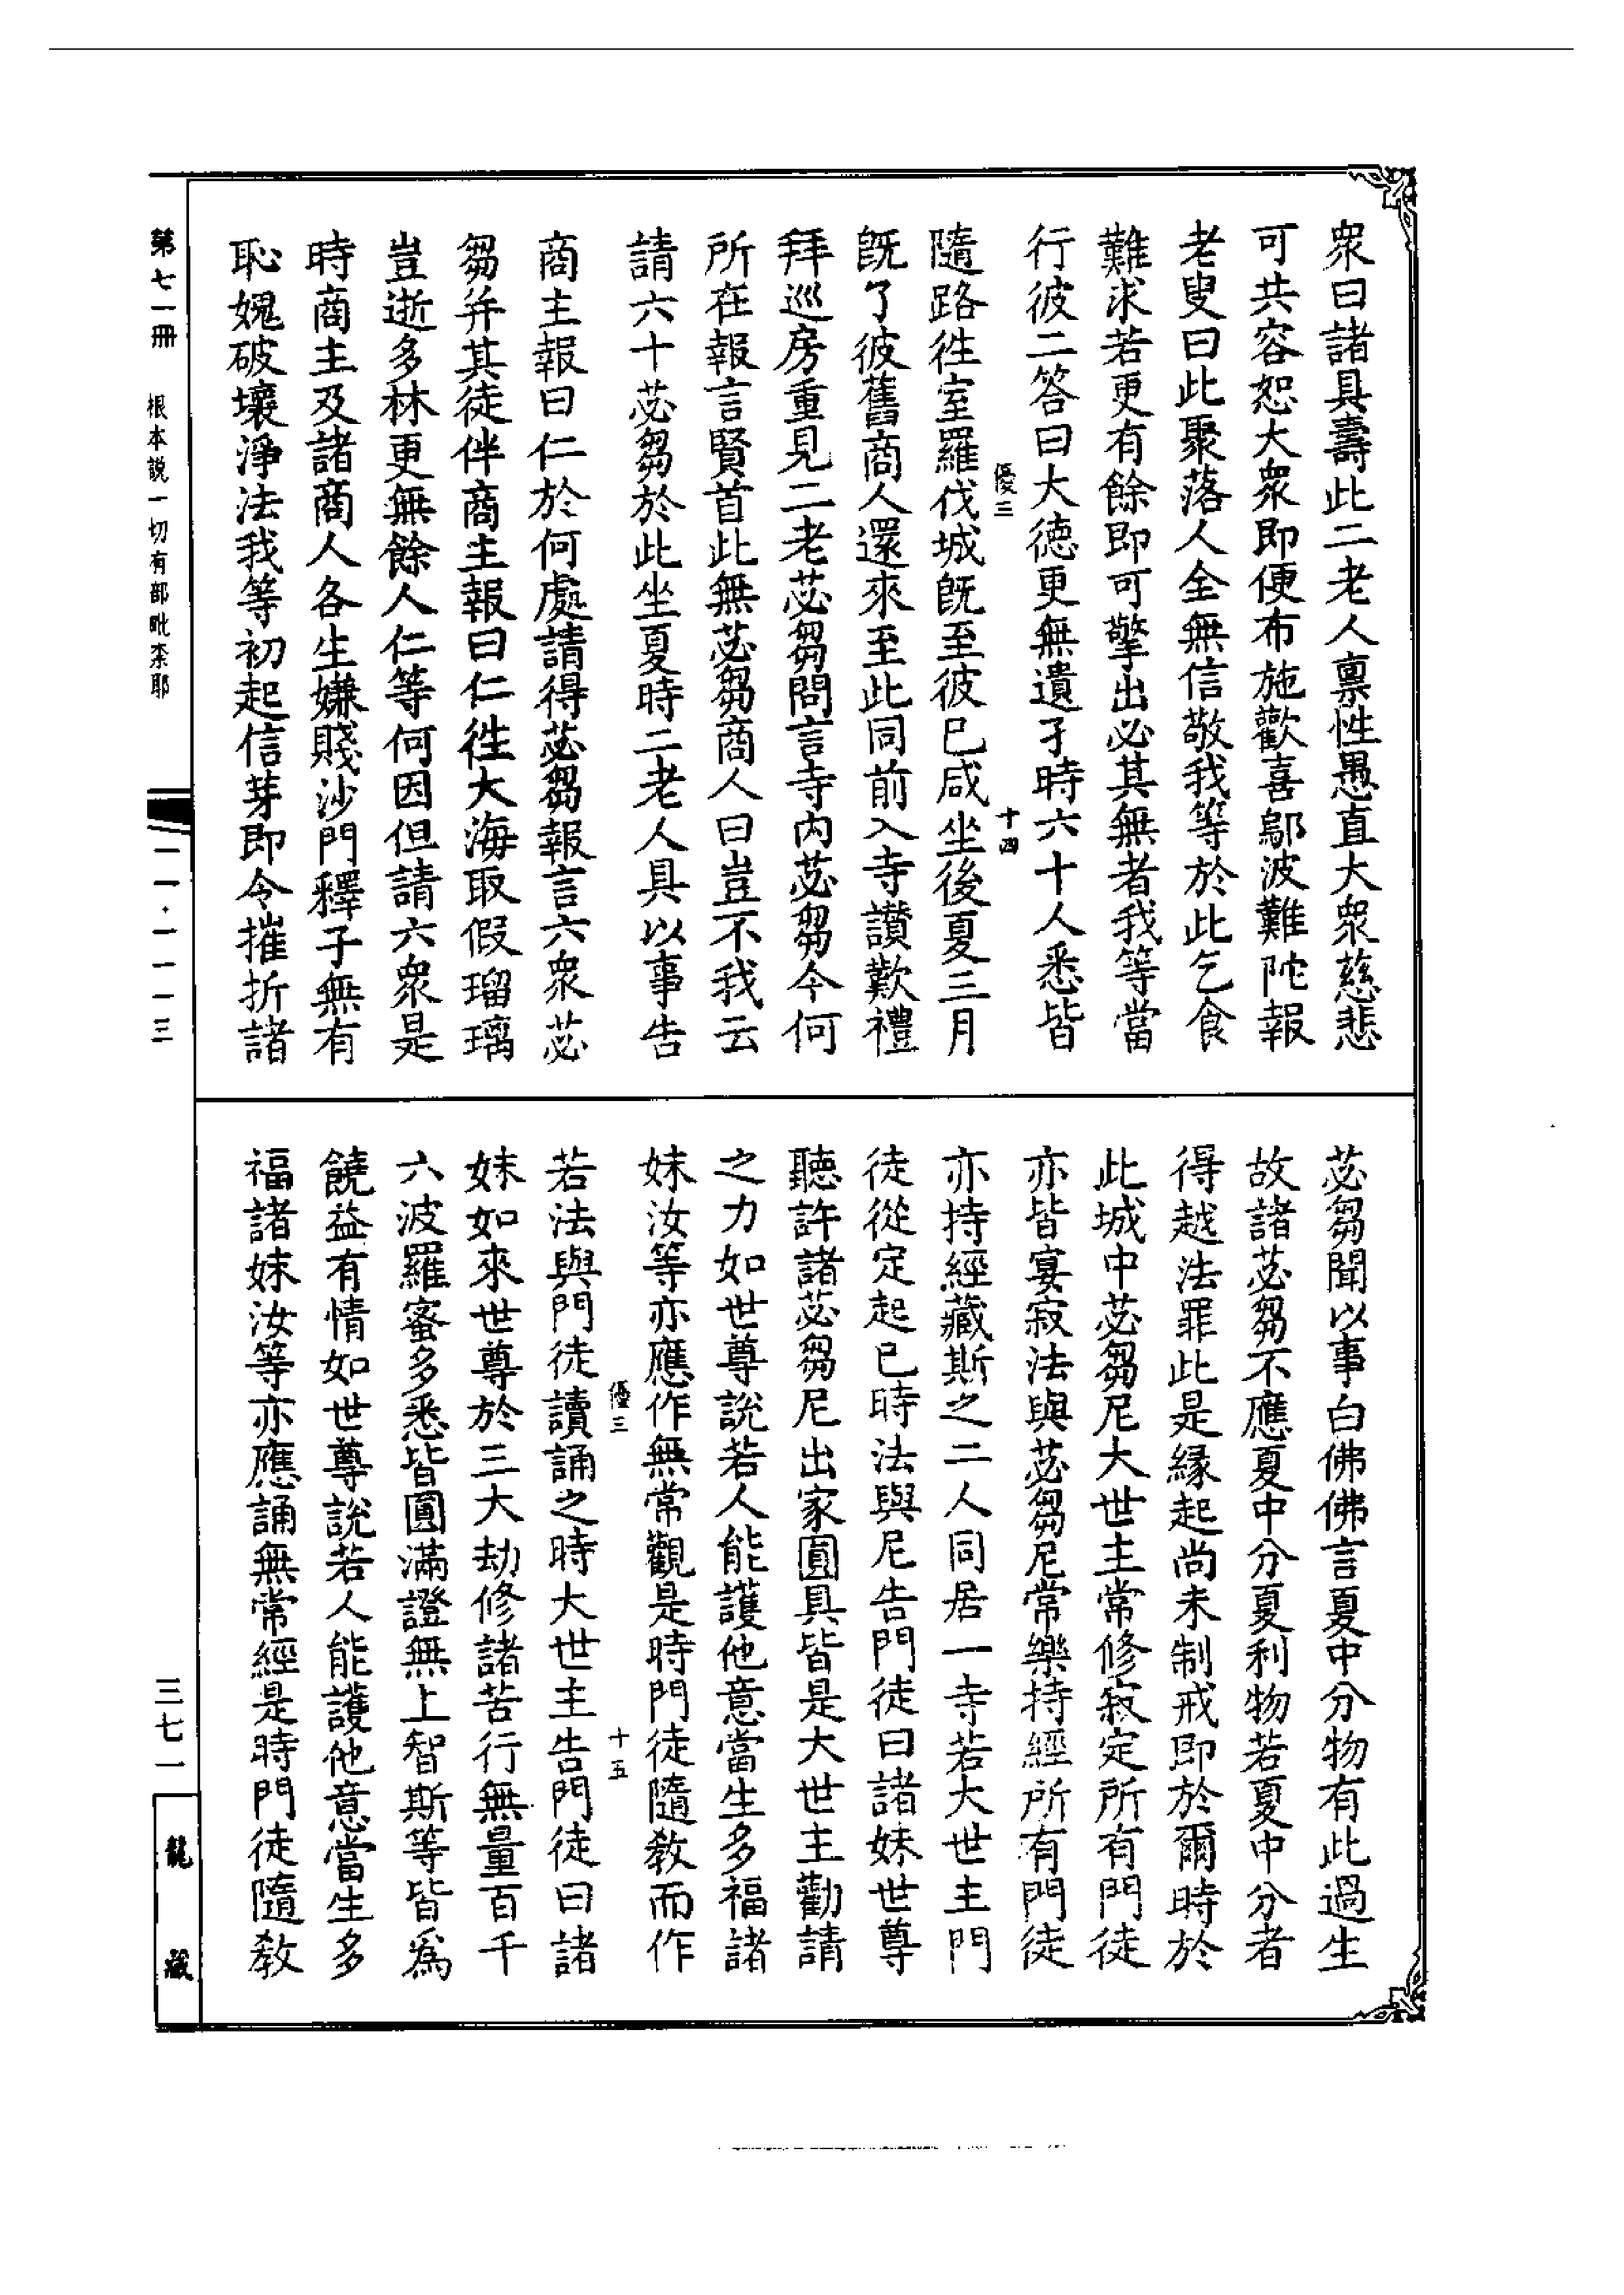 衆曰諸具壽此二老人禀性愚直大衆慈悲
可共容恕大衆即便布施歡喜鄔波難陀報
老叟曰此聚落人全無信敬我等於此乞食
難求若更有餘即可擎出必其無者我等當
行彼二答曰大德更無遺孑時六十人悉皆
優三
十四
隨路徃室羅伐城旣至彼巳咸坐後夏三月
旣了彼舊商人還來至此同前入寺讃歎禮
拜巡房重見二老苾芻問言寺內苾芻今何
所在報言賢首此無苾芻商人曰豈不我云
請六十苾芻於此坐夏時二老人具以事告
商主報曰仁於何處請得苾芻報言六衆苾
芻并其徒伴商主報曰仁徃大海取假瑠璃
豈逝多林更無餘人仁等何因但請六衆是
時商主及諸商人各生嫌賤沙門釋子無有
恥媿破壞淨法我等初起信芽即令摧折諸
苾芻聞以事白佛佛言夏中分物有此過生
故諸苾芻不應夏中分夏利物若夏中分者
得越法罪此是緣起尚未制戒即於爾時於
此城中苾芻尼大世主常修寂定所有門徒
亦皆宴寂法與苾芻尼常樂持經所有門徒
亦持經藏斯之二人同居一寺若大世主門
徒從定起已時法與尼告門徒曰諸妹世尊
聽許諸苾芻尼出家圓具皆是大世主勸請
之力如世尊說若人能護他意當生多福諸
妹汝等亦應作無常觀是時門徒隨教而作
優三
十五
若法與門徒讀誦之時大世主告門徒曰諸
妹如來世尊於三大劫修諸苦行無量百千
六波羅蜜多悉皆圓滿證無上智斯等皆爲
饒益有情如世尊說若人能護他意當生多
福諸妹汝等亦應誦無常經是時門徒隨教
第七一冊 根本説一切有部毗柰耶
一一·一一一三
三七一
龍藏